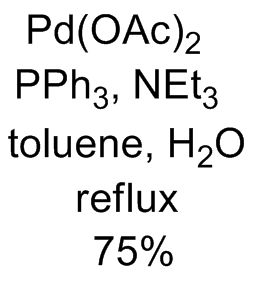 Pd(OAc)₂
PPh₃, NEt₃
toluene, H₂O
reflux
75%